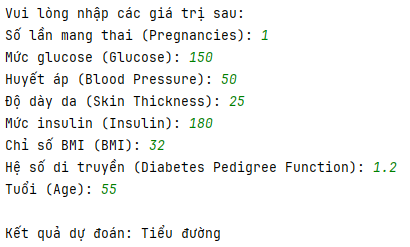 Vui lòng nhập các giá trị sau:
Số lần mang thai (Pregnancies): 1
Mức glucose (Glucose): 150
Huyết áp (Blood Pressure): 50
Độ dày da (Skin Thickness): 25
Mức insulin (Insulin): 180
Chỉ số BMI (BMI): 32
Hệ số di truyền (Diabetes Pedigree Function): 1.2
Tuổi (Age): 55
Kết quả dự đoán: Tiểu đường